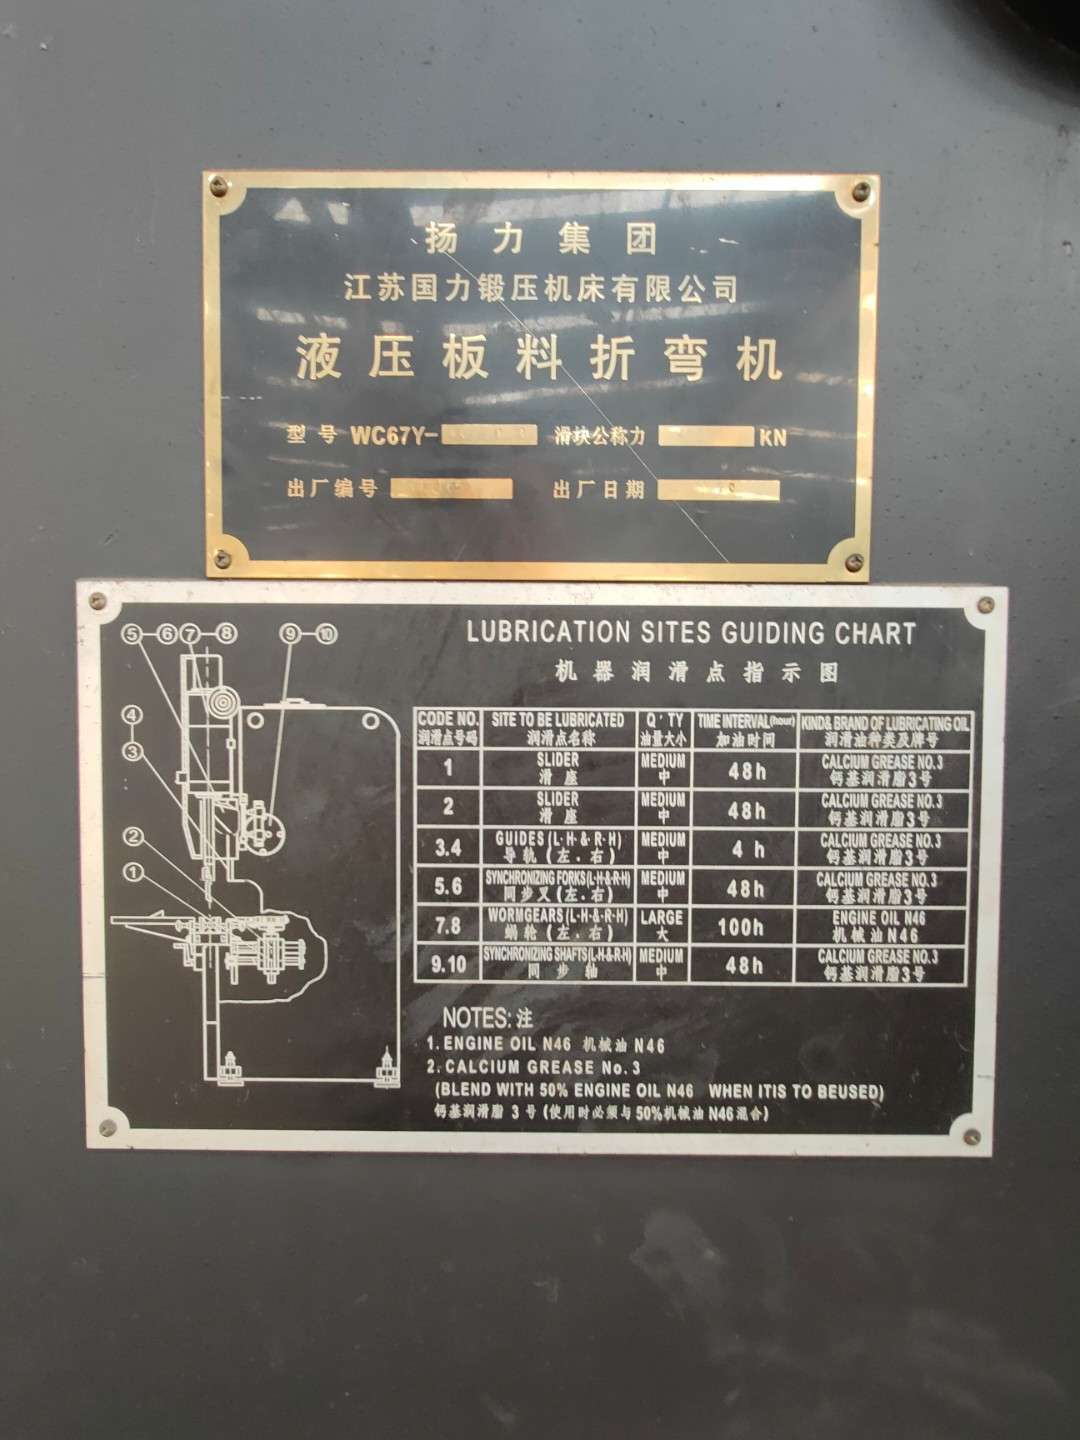 扬力集团
江苏国力锻压机床有限公司
液压板料折弯机
型号 WC67Y- 滑块公称力 KN
出厂编号 出厂日期
⑤—⑥⑦—⑧ ⑨—⑩
④
③
②
①
LUBRICATION SITES GUIDING CHART
机器润滑点指示图
CODE NO. SITE TO BE LUBRICATED Q'TY TIME INTERVAL(hour) KIND& BRAND OF LUBRICATING OIL
润滑点号码 润滑点名称 油量大小 加油时间 润滑油种类及牌号
1 SLIDER MEDIUM 48h CALCIUM GREASE NO.3
滑座 中 钙基润滑脂3号
2 SLIDER MEDIUM 48h CALCIUM GREASE NO.3
滑座 中 钙基润滑脂3号
3.4 GUIDES(L·H·&·R·H) MEDIUM 4h CALCIUM GREASE NO.3
导轨(左.右) 中 钙基润滑脂3号
5.6 SYNCHRONIZING FORKS(L·H·&·R·H) MEDIUM 48h CALCIUM GREASE NO.3
同步叉(左.右) 中 钙基润滑脂3号
7.8 WORMGEARS(L·H·&·R·H) LARGE 100h ENGINE OIL N46
蜗轮(左.右) 大 机械油N46
9.10 SYNCHRONIZING SHAFTS(L·H·&·R·H) MEDIUM 48h CALCIUM GREASE NO.3
同步轴 中 钙基润滑脂3号
NOTES:注
1.ENGINE OIL N46 机械油 N46
2.CALCIUM GREASE No.3
(BLEND WITH 50% ENGINE OIL N46 WHEN ITIS TO BEUSED)
钙基润滑脂 3号(使用时必须与50%机械油N46混合)